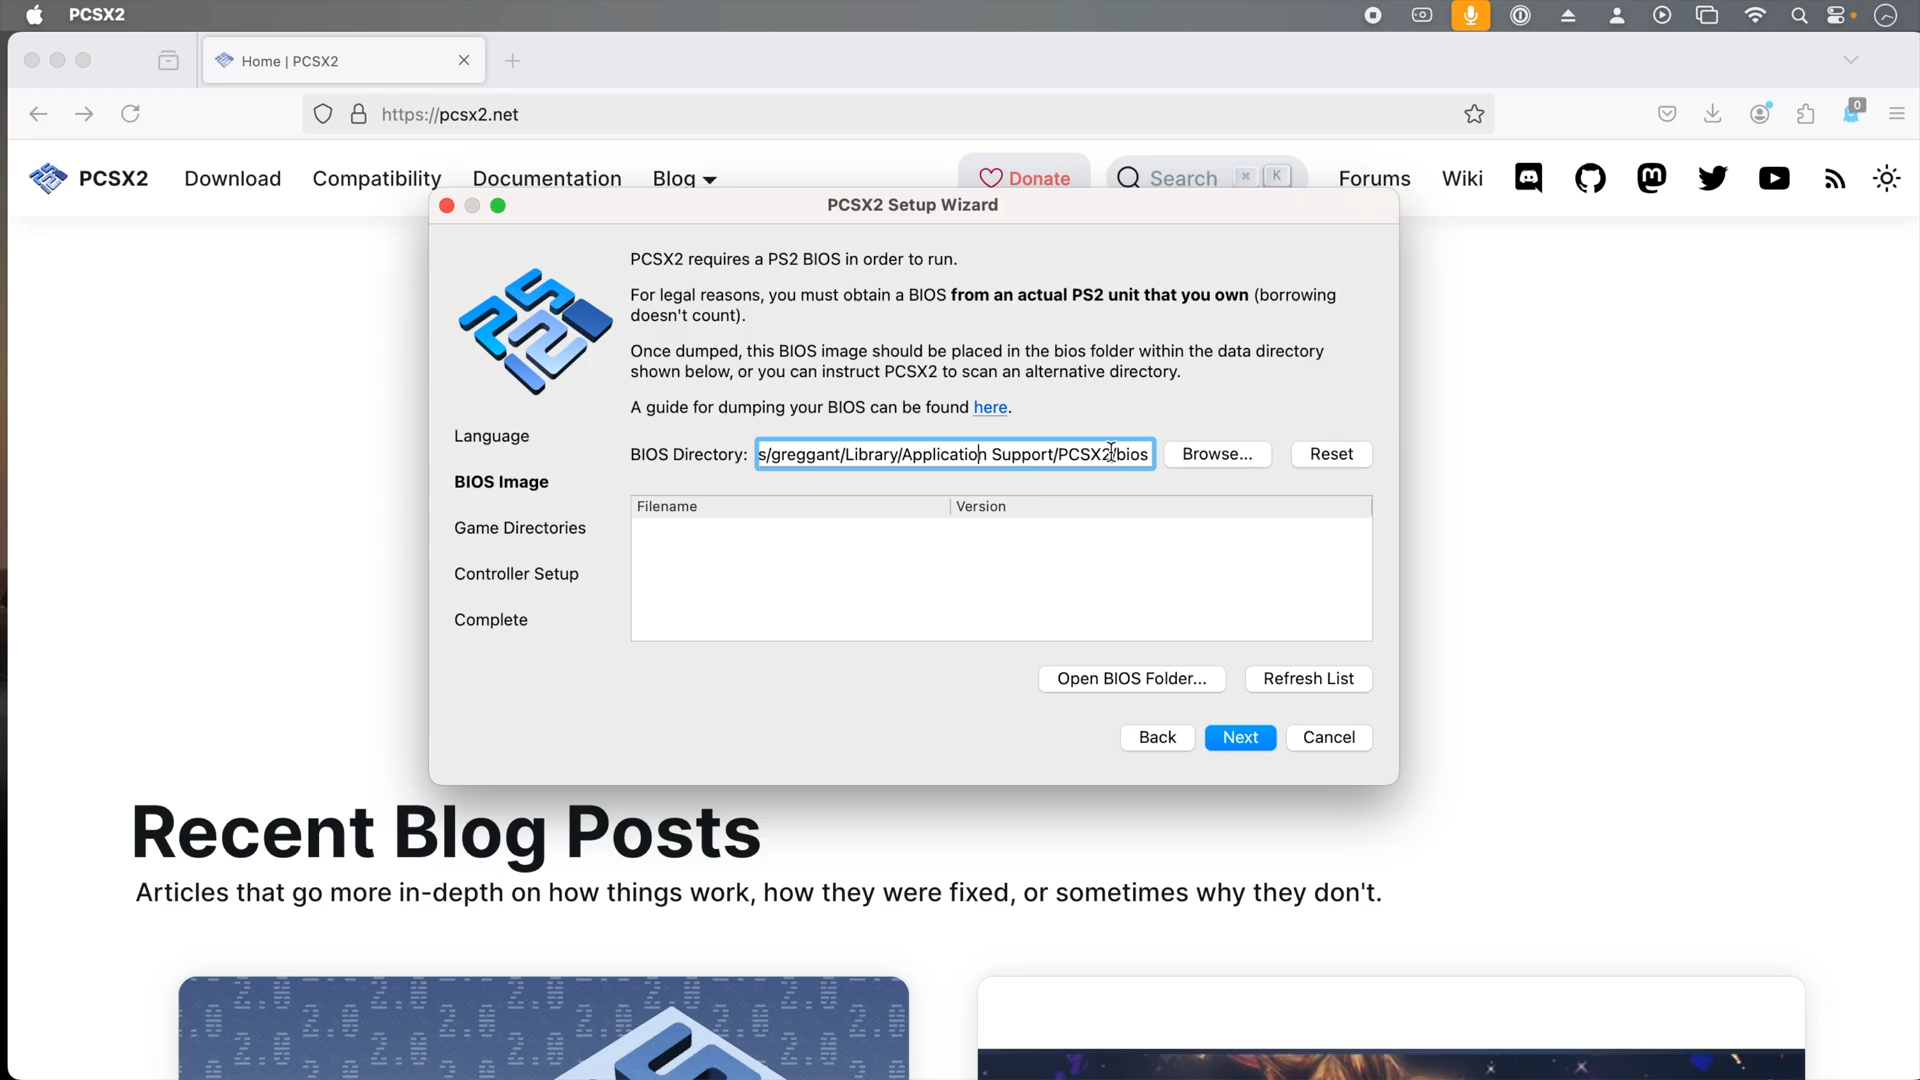 PCSX2
Home | PCSX2
0
https://pcsx2.net
PCSX2 Download Compatibility Documentation Blog Donate Search ⌘ K Forums Wiki
PCSX2 Setup Wizard
PCSX2 requires a PS2 BIOS in order to run.
For legal reasons, you must obtain a BIOS from an actual PS2 unit that you own (borrowing
doesn't count).
Once dumped, this BIOS image should be placed in the bios folder within the data directory
shown below, or you can instruct PCSX2 to scan an alternative directory.
A guide for dumping your BIOS can be found here.
Language
BIOS Image
Game Directories
Controller Setup
Complete
BIOS Directory: s/greggant/Library/Application Support/PCSX2/bios Browse... Reset
Filename Version
Open BIOS Folder... Refresh List
Back Next Cancel
Recent Blog Posts
Articles that go more in-depth on how things work, how they were fixed, or sometimes why they don't.